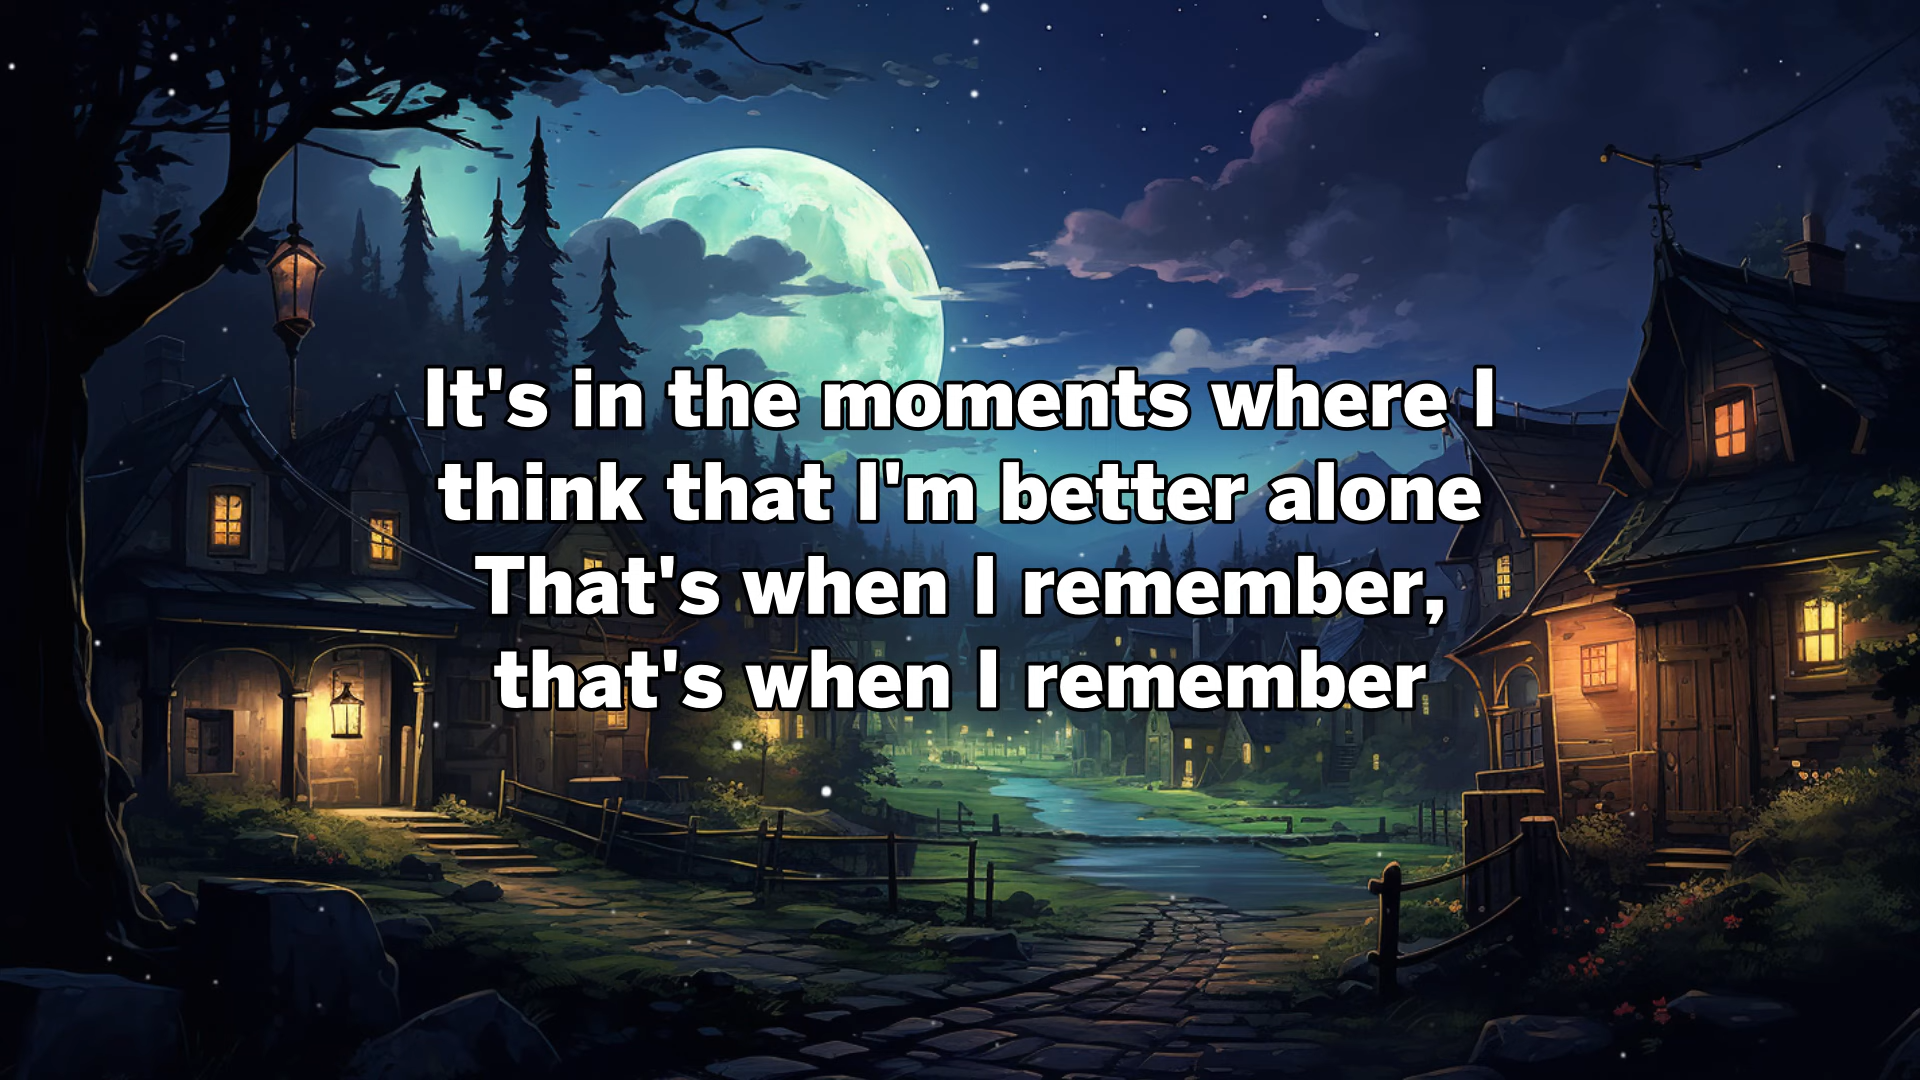 It's in the moments where I
think that I'm better alone
That's when I remember,
that's when I remember